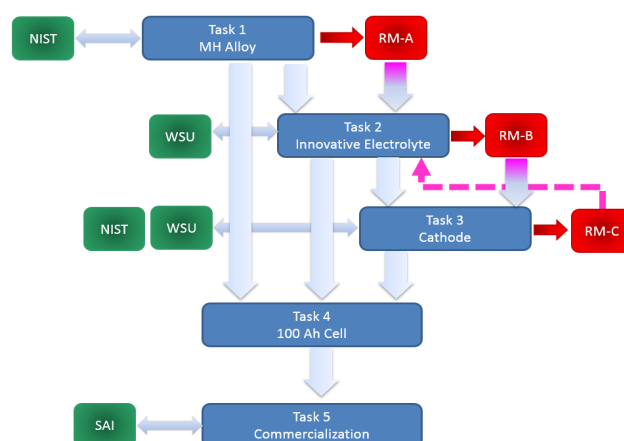 NIST
Task 1
MH Alloy
RM-A
WSU
Task 2
Innovative Electrolyte
RM-B
NIST
WSU
Task 3
Cathode
RM-C
Task 4
100 Ah Cell
SAI
Task 5
Commercialization